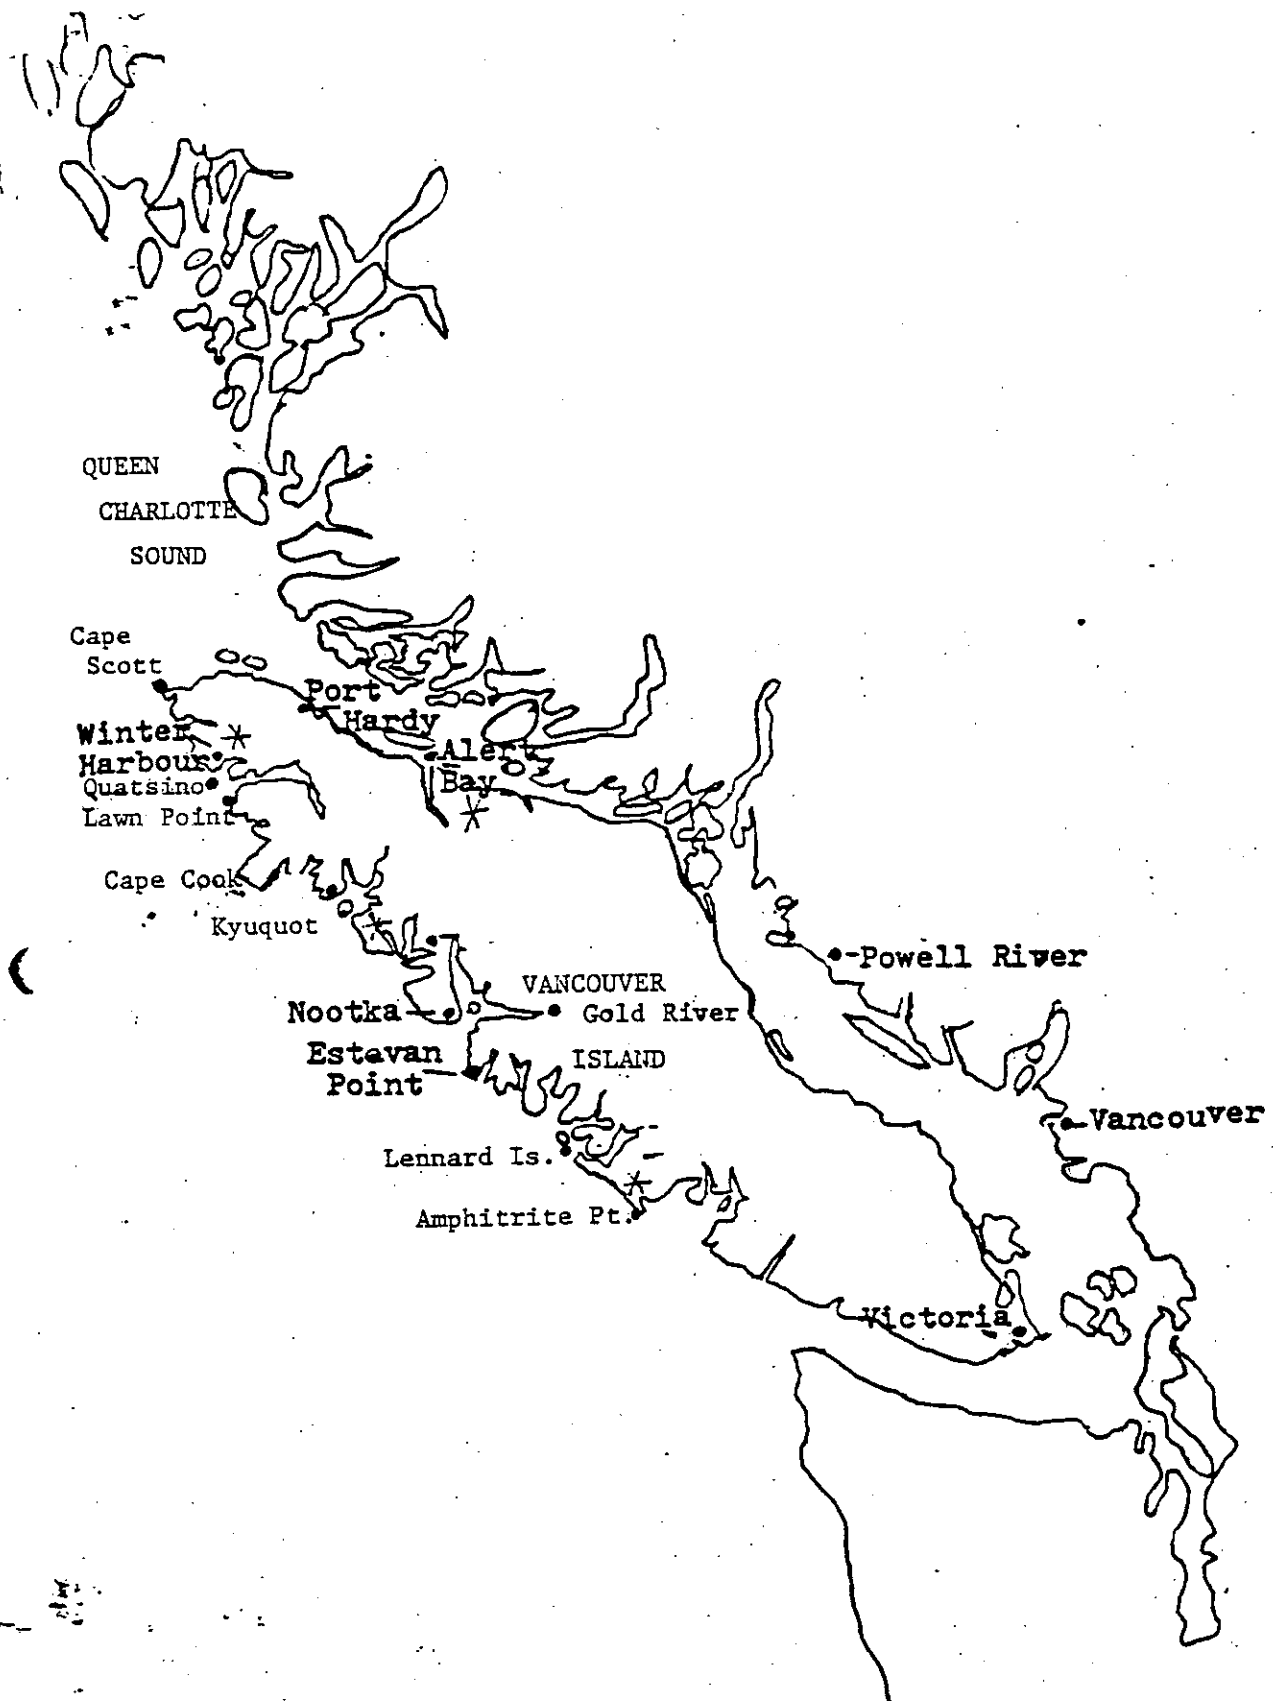 QUEEN
CHARLOTTE
SOUND
Cape
Scott
Port
Hardy
Winter
Harbour
Alert
Bay
Quatsino
Lawn Point
Cape Cook
Kyuquot
Powell River
VANCOUVER
Nootka
Gold River
Estevan
Point
ISLAND
Vancouver
Lennard Is.
Amphitrite Pt.
Victoria